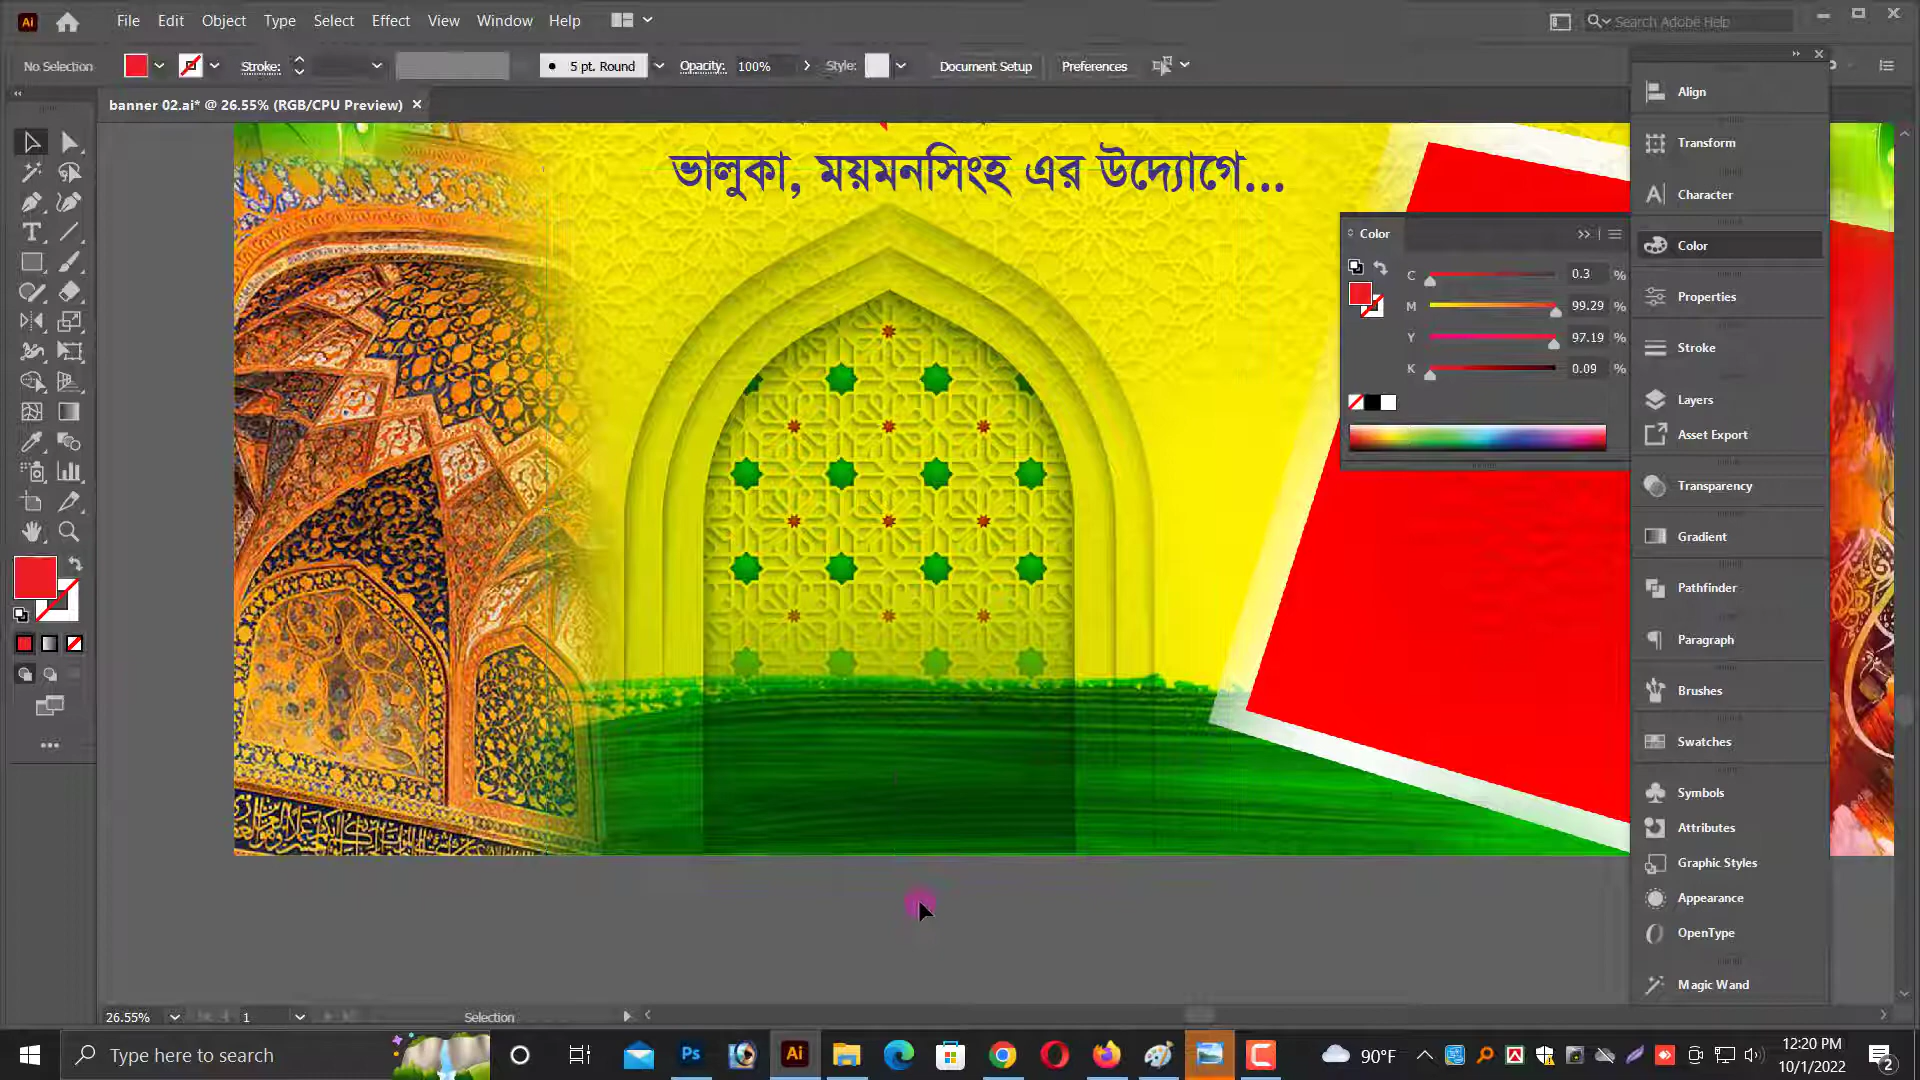 File Edit Object Type Select Effect View Window Help
Search Adobe Help
No Selection
Stroke:
5 pt. Round
Opacity: 100%
Style:
Document Setup
Preferences
banner 02.ai* @ 26.55% (RGB/CPU Preview)
ভালুকা, ময়মনসিংহ এর উদ্যোগে...
Color
C 0.3 %
M 99.29 %
Y 97.19 %
K 0.09 %
Align
Transform
Character
Color
Properties
Stroke
Layers
Asset Export
Transparency
Gradient
Pathfinder
Paragraph
Brushes
Swatches
Symbols
Attributes
Graphic Styles
Appearance
OpenType
Magic Wand
26.55% 1 Selection
Type here to search
90°F
12:20 PM
10/1/2022
2